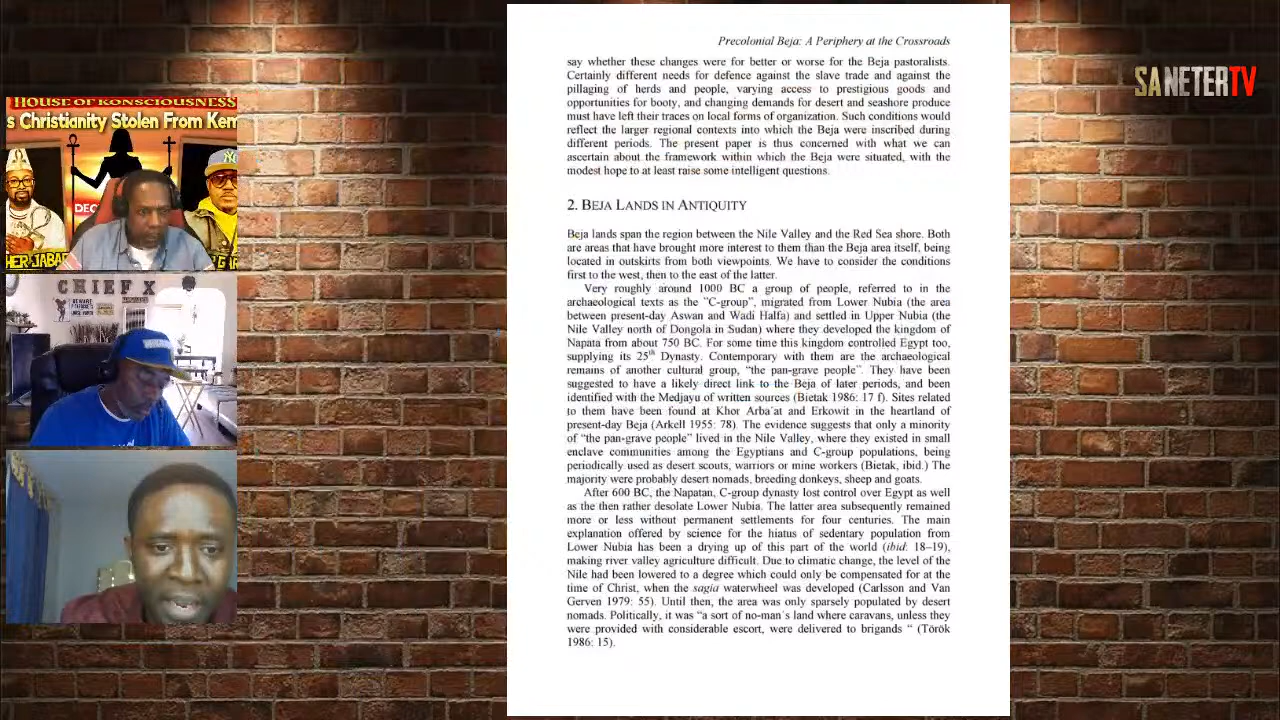 HOUSE OF KONSCIOUSNESS
s Christianity Stolen From Kem
DEC
HER JABAR
CHIEF X
SANETERTV
Precolonial Beja: A Periphery at the Crossroads
say whether these changes were for better or worse for the Beja pastoralists.
Certainly different needs for defence against the slave trade and against the
pillaging of herds and people, varying access to prestigious goods and
opportunities for booty, and changing demands for desert and seashore produce
must have left their traces on local forms of organization. Such conditions would
reflect the larger regional contexts into which the Beja were inscribed during
different periods. The present paper is thus concerned with what we can
ascertain about the framework within which the Beja were situated, with the
modest hope to at least raise some intelligent questions.
2. BEJA LANDS IN ANTIQUITY
Beja lands span the region between the Nile Valley and the Red Sea shore. Both
are areas that have brought more interest to them than the Beja area itself, being
located in outskirts from both viewpoints. We have to consider the conditions
first to the west, then to the east of the latter.
Very roughly around 1000 BC a group of people, referred to in the
archaeological texts as the "C-group", migrated from Lower Nubia (the area
between present-day Aswan and Wadi Halfa) and settled in Upper Nubia (the
Nile Valley north of Dongola in Sudan) where they developed the kingdom of
Napata from about 750 BC. For some time this kingdom controlled Egypt too,
supplying its 25th Dynasty. Contemporary with them are the archaeological
remains of another cultural group, "the pan-grave people". They have been
suggested to have a likely direct link to the Beja of later periods, and been
identified with the Medjayu of written sources (Bietak 1986: 17 f). Sites related
to them have been found at Khor Arba'at and Erkowit in the heartland of
present-day Beja (Arkell 1955: 78). The evidence suggests that only a minority
of "the pan-grave people" lived in the Nile Valley, where they existed in small
enclave communities among the Egyptians and C-group populations, being
periodically used as desert scouts, warriors or mine workers (Bietak, ibid.) The
majority were probably desert nomads, breeding donkeys, sheep and goats.
After 600 BC, the Napatan, C-group dynasty lost control over Egypt as well
as the then rather desolate Lower Nubia. The latter area subsequently remained
more or less without permanent settlements for four centuries. The main
explanation offered by science for the hiatus of sedentary population from
Lower Nubia has been a drying up of this part of the world (ibid: 18–19),
making river valley agriculture difficult. Due to climatic change, the level of the
Nile had been lowered to a degree which could only be compensated for at the
time of Christ, when the sagia waterwheel was developed (Carlsson and Van
Gerven 1979: 55). Until then, the area was only sparsely populated by desert
nomads. Politically, it was "a sort of no-man's land where caravans, unless they
were provided with considerable escort, were delivered to brigands " (Török
1986: 15).